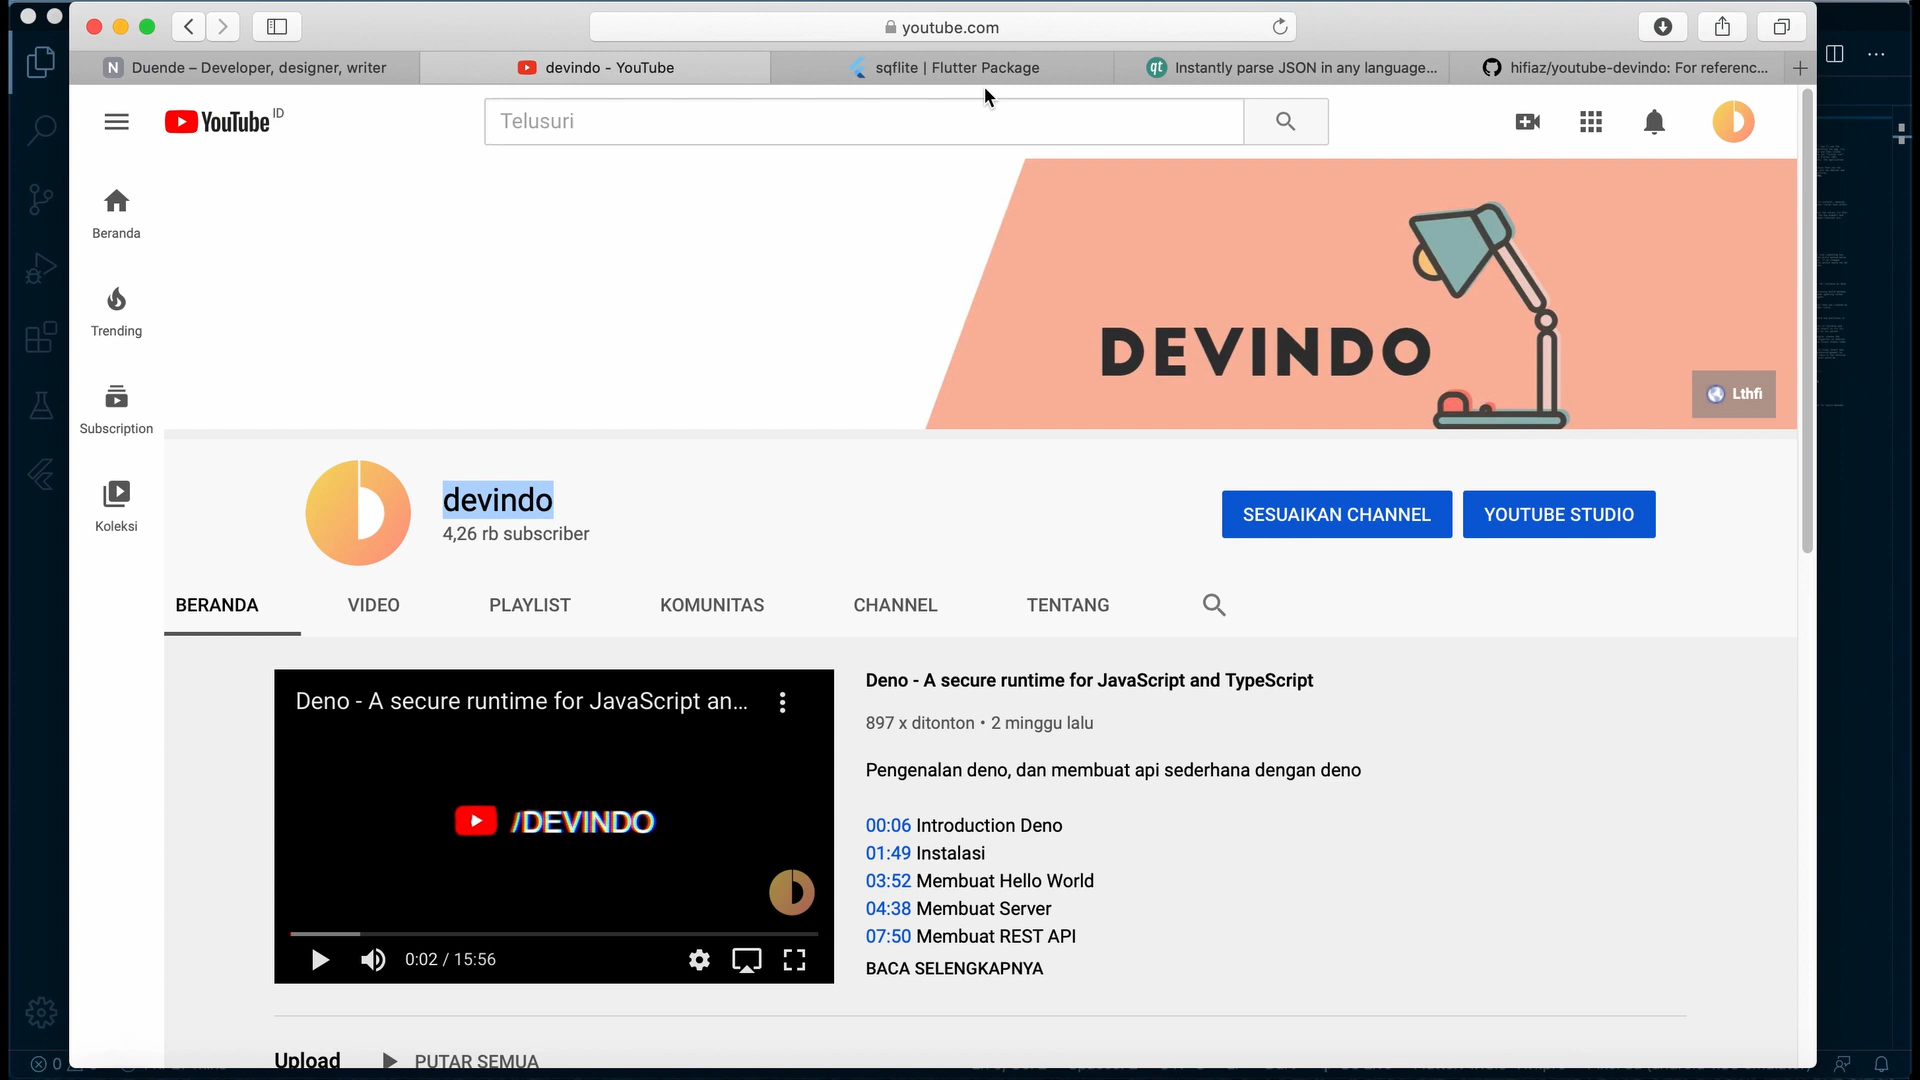 youtube.com
Duende – Developer, designer, writer
devindo - YouTube
sqflite | Flutter Package
Instantly parse JSON in any language...
hifiaz/youtube-devindo: For referenc...
YouTube ID
Telusuri
Beranda
Trending
Subscription
Koleksi
DEVINDO
Lthfi
devindo
4,26 rb subscriber
SESUAIKAN CHANNEL
YOUTUBE STUDIO
BERANDA
VIDEO
PLAYLIST
KOMUNITAS
CHANNEL
TENTANG
Deno - A secure runtime for JavaScript an...
/DEVINDO
0:02 / 15:56
Deno - A secure runtime for JavaScript and TypeScript
897 x ditonton • 2 minggu lalu
Pengenalan deno, dan membuat api sederhana dengan deno
00:06 Introduction Deno
01:49 Instalasi
03:52 Membuat Hello World
04:38 Membuat Server
07:50 Membuat REST API
BACA SELENGKAPNYA
Upload
PUTAR SEMUA